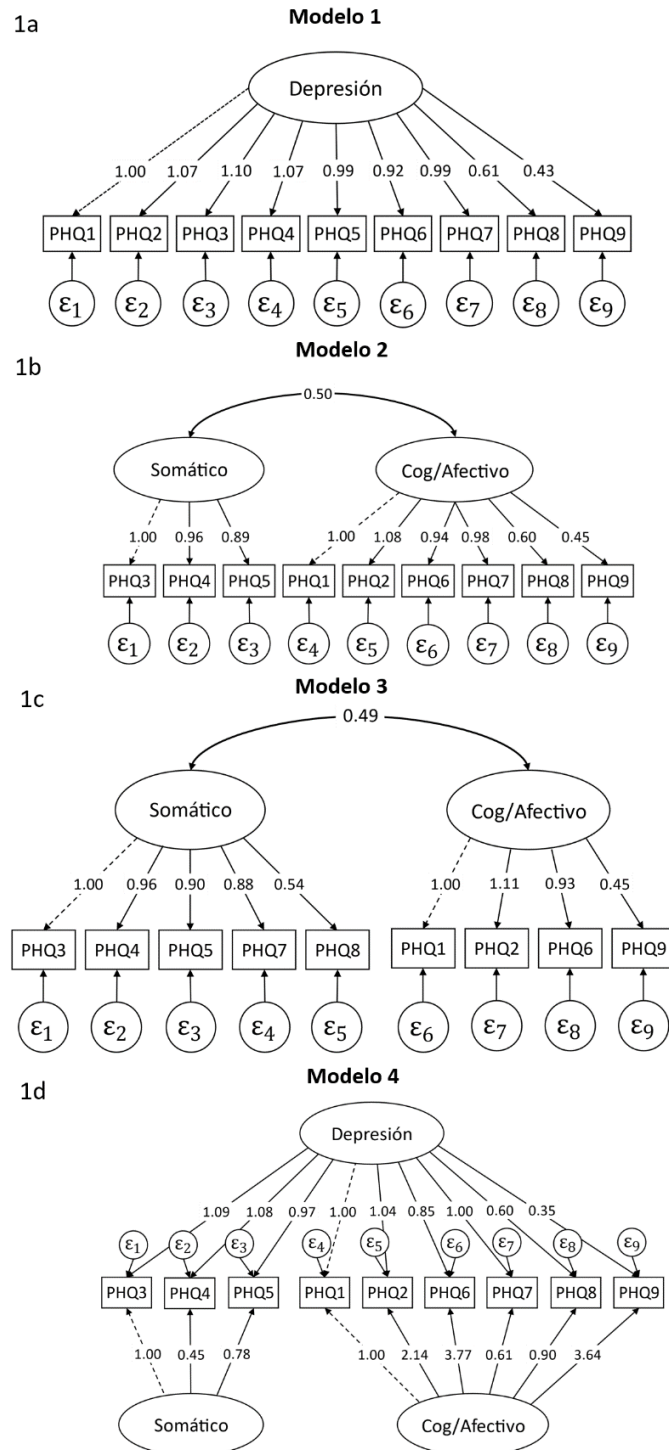 1a
Modelo 1
Depresión
1.00 1.07 1.10 1.07 0.99 0.92 0.99 0.61 0.43
PHQ1 PHQ2 PHQ3 PHQ4 PHQ5 PHQ6 PHQ7 PHQ8 PHQ9
ε1 ε2 ε3 ε4 ε5 ε6 ε7 ε8 ε9
1b
Modelo 2
0.50
Somático Cog/Afectivo
1.00 0.96 0.89 1.00 1.08 0.94 0.98 0.60 0.45
PHQ3 PHQ4 PHQ5 PHQ1 PHQ2 PHQ6 PHQ7 PHQ8 PHQ9
ε1 ε2 ε3 ε4 ε5 ε6 ε7 ε8 ε9
1c
Modelo 3
0.49
Somático Cog/Afectivo
1.00 0.96 0.90 0.88 0.54 1.00 1.11 0.93 0.45
PHQ3 PHQ4 PHQ5 PHQ7 PHQ8 PHQ1 PHQ2 PHQ6 PHQ9
ε1 ε2 ε3 ε4 ε5 ε6 ε7 ε8 ε9
1d
Modelo 4
Depresión
1.09 1.08 0.97 1.00 1.04 0.85 1.00 0.60 0.35
ε1 ε2 ε3 ε4 ε5 ε6 ε7 ε8 ε9
PHQ3 PHQ4 PHQ5 PHQ1 PHQ2 PHQ6 PHQ7 PHQ8 PHQ9
1.00 0.45 0.78 1.00 2.14 3.77 0.61 0.90 3.64
Somático Cog/Afectivo